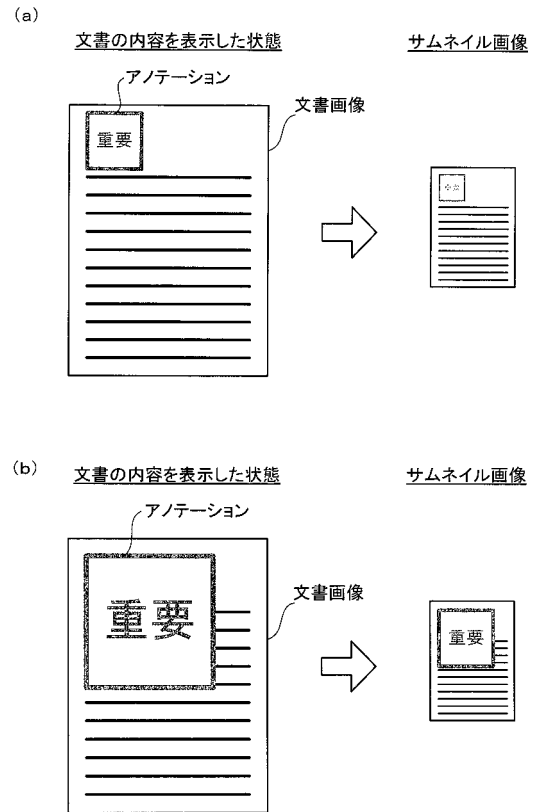 (a)
文書の内容を表示した状態
サムネイル画像
アノテーション
文書画像
重要
(b)
文書の内容を表示した状態
サムネイル画像
アノテーション
文書画像
重要
重要